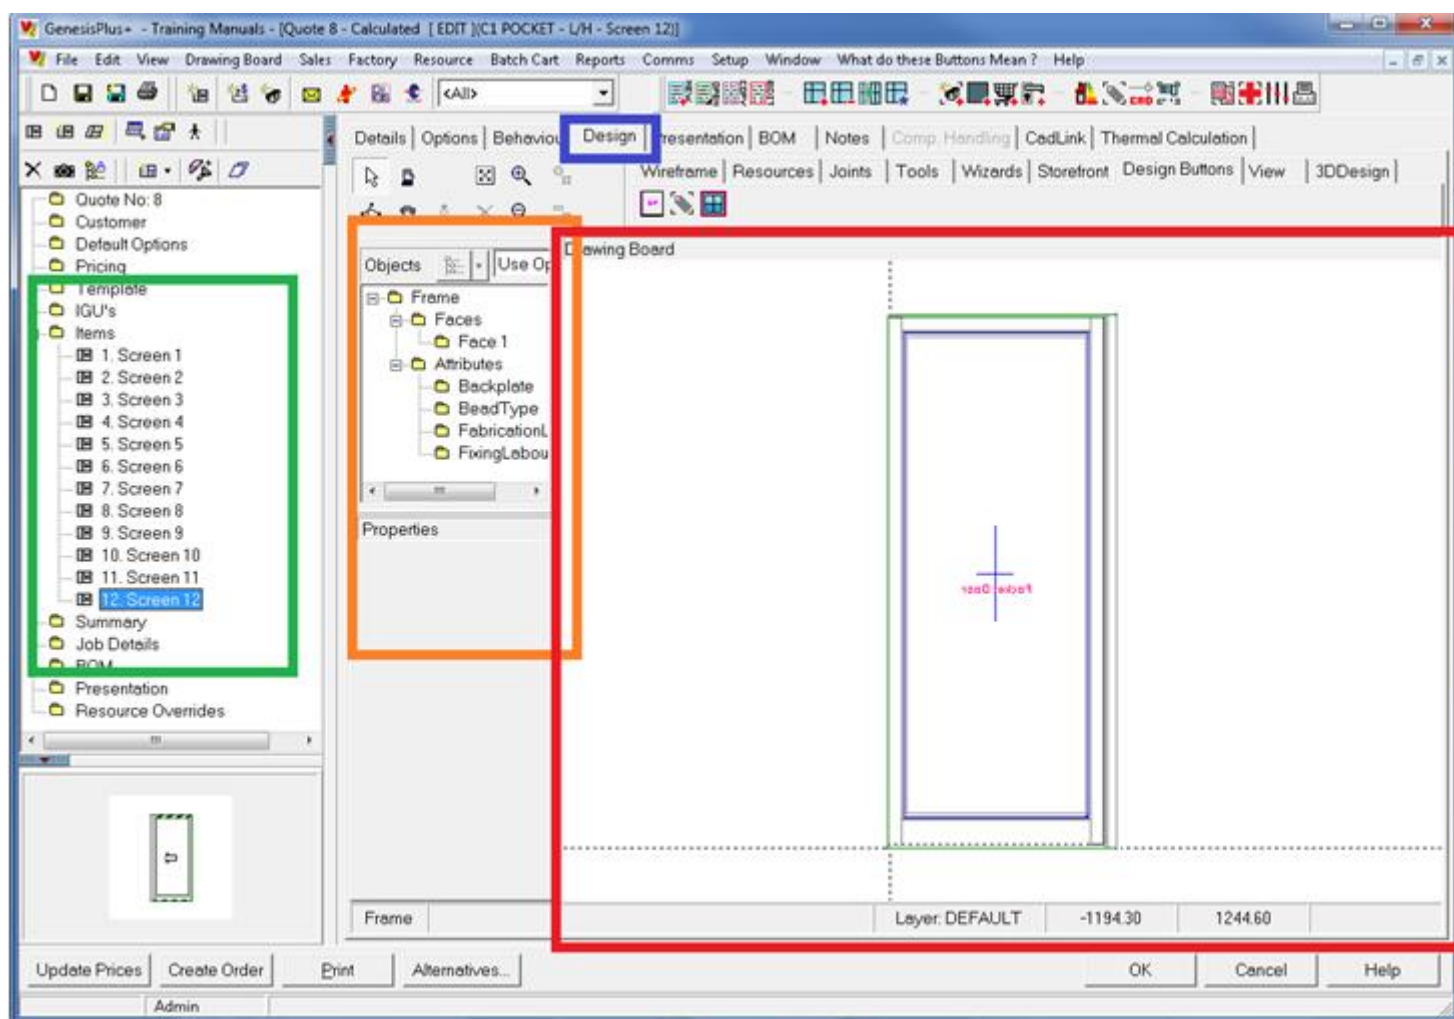 GenesisPlus+ - Training Manuals - [Quote 8 - Calculated [ EDIT ](C1 POCKET - L/H - Screen 12)]
File Edit View Drawing Board Sales Factory Resource Batch Cart Reports Comms Setup Window What do these Buttons Mean ? Help
<All>
Details Options Behaviou Design Presentation BOM Notes Comp. Handling CadLink Thermal Calculation
Wireframe Resources Joints Tools Wizards Storefront Design Buttons View 3DDesign
Quote No: 8
Customer
Default Options
Pricing
Template
IGU's
Items
1. Screen 1
2. Screen 2
3. Screen 3
4. Screen 4
5. Screen 5
6. Screen 6
7. Screen 7
8. Screen 8
9. Screen 9
10. Screen 10
11. Screen 11
12. Screen 12
Summary
Job Details
BOM
Presentation
Resource Overrides
Objects Use Op
Frame
Faces
Face 1
Attributes
Backplate
BeadType
FabricationL
FixingLabou
Properties
Drawing Board
Pocket Door
Frame Layer: DEFAULT -1194.30 1244.60
Update Prices Create Order Print Alternatives... OK Cancel Help
Admin